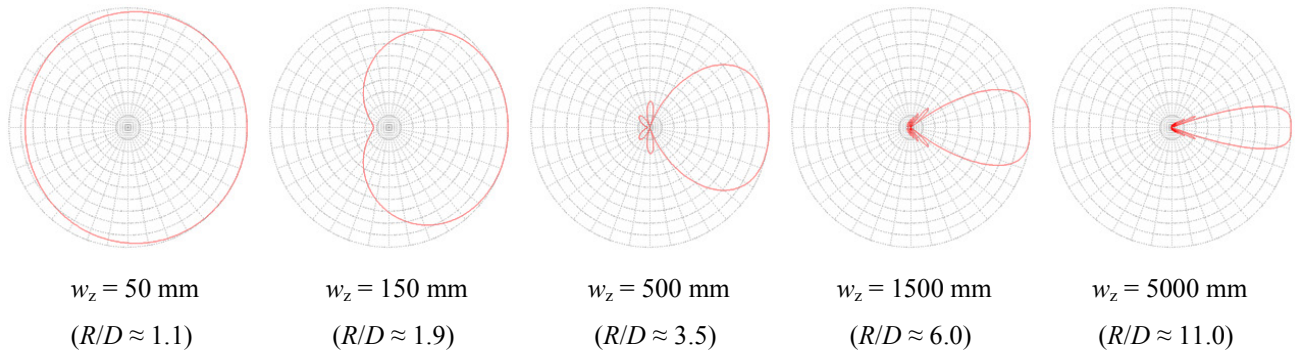 w_z = 50 mm w_z = 150 mm w_z = 500 mm w_z = 1500 mm w_z = 5000 mm
(R/D ≈ 1.1) (R/D ≈ 1.9) (R/D ≈ 3.5) (R/D ≈ 6.0) (R/D ≈ 11.0)